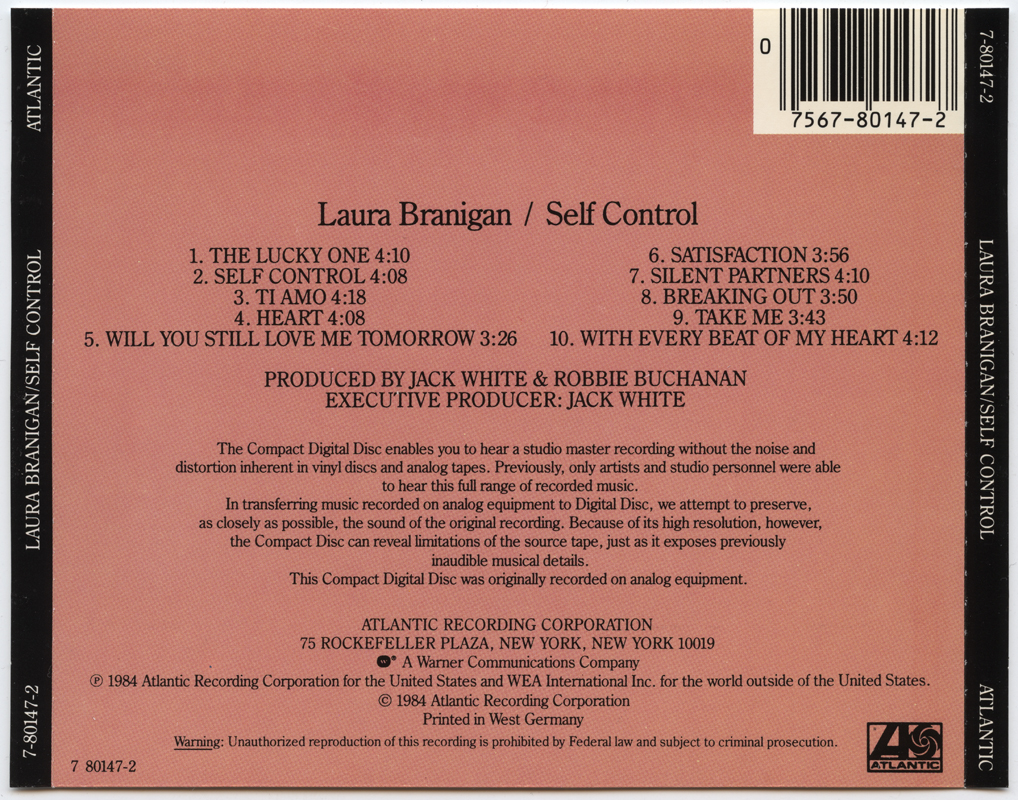 ATLANTIC
LAURA BRANIGAN/SELF CONTROL
7-80147-2
0
7567-80147-2
Laura Branigan / Self Control
1. THE LUCKY ONE 4:10
2. SELF CONTROL 4:08
3. TI AMO 4:18
4. HEART 4:08
5. WILL YOU STILL LOVE ME TOMORROW 3:26
6. SATISFACTION 3:56
7. SILENT PARTNERS 4:10
8. BREAKING OUT 3:50
9. TAKE ME 3:43
10. WITH EVERY BEAT OF MY HEART 4:12
PRODUCED BY JACK WHITE & ROBBIE BUCHANAN
EXECUTIVE PRODUCER: JACK WHITE
The Compact Digital Disc enables you to hear a studio master recording without the noise and
distortion inherent in vinyl discs and analog tapes. Previously, only artists and studio personnel were able
to hear this full range of recorded music.
In transferring music recorded on analog equipment to Digital Disc, we attempt to preserve,
as closely as possible, the sound of the original recording. Because of its high resolution, however,
the Compact Disc can reveal limitations of the source tape, just as it exposes previously
inaudible musical details.
This Compact Digital Disc was originally recorded on analog equipment.
ATLANTIC RECORDING CORPORATION
75 ROCKEFELLER PLAZA, NEW YORK, NEW YORK 10019
® A Warner Communications Company
℗ 1984 Atlantic Recording Corporation for the United States and WEA International Inc. for the world outside of the United States.
© 1984 Atlantic Recording Corporation
Printed in West Germany
Warning: Unauthorized reproduction of this recording is prohibited by Federal law and subject to criminal prosecution.
7 80147-2
ATLANTIC
7-80147-2
LAURA BRANIGAN/SELF CONTROL
ATLANTIC